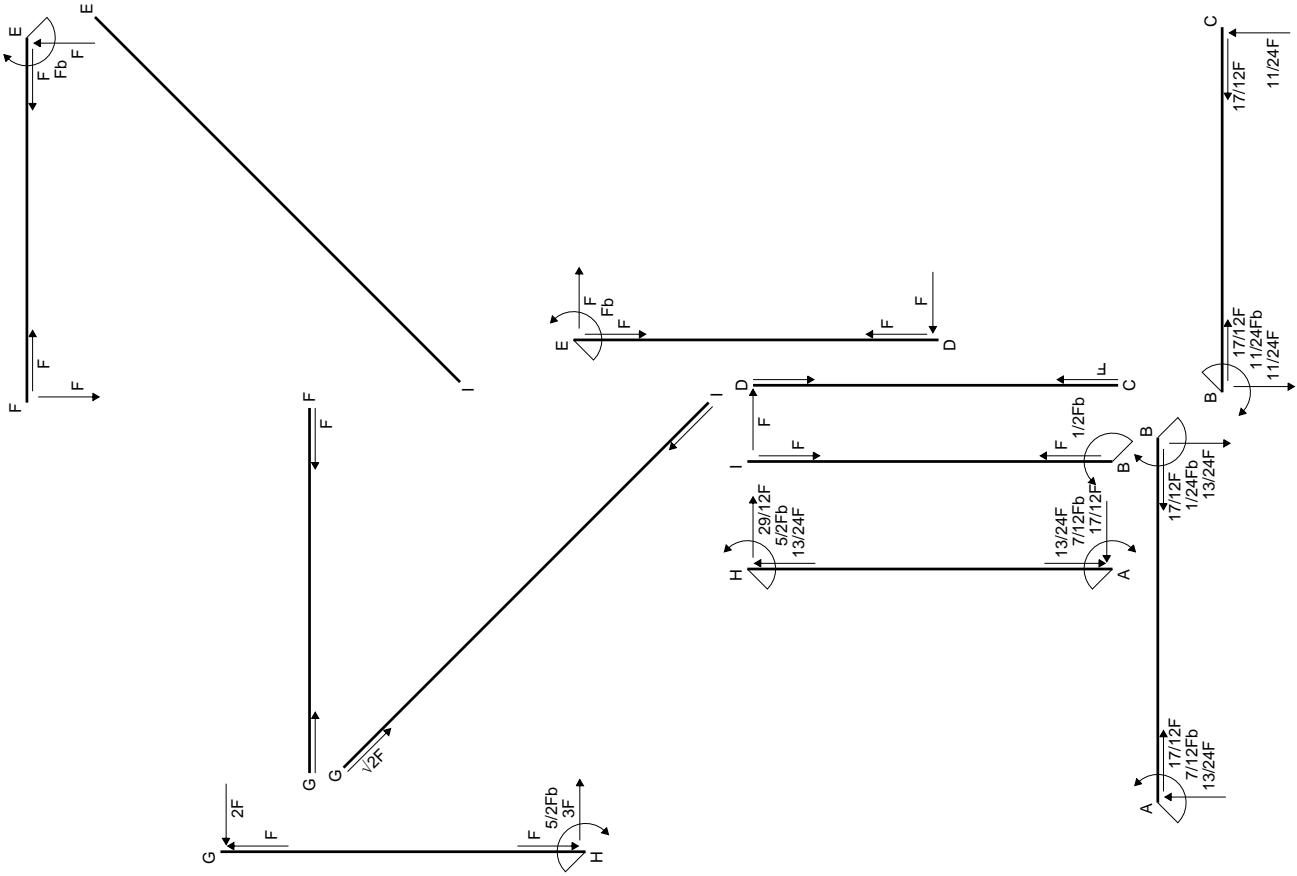 E
F
Fb
F
F
F
F
E
I
F
F
G
G
√2F
I
2F
G
F
F
5/2Fb
3F
H
E
F
Fb
F
F
F
D
D
F
F
C
I
F
F
1/2Fb
B
H
29/12F
5/2Fb
13/24F
13/24F
7/12Fb
17/12F
A
B
17/12F
1/24Fb
13/24F
A
17/12F
7/12Fb
13/24F
C
17/12F
11/24F
B
17/12F
11/24Fb
11/24F